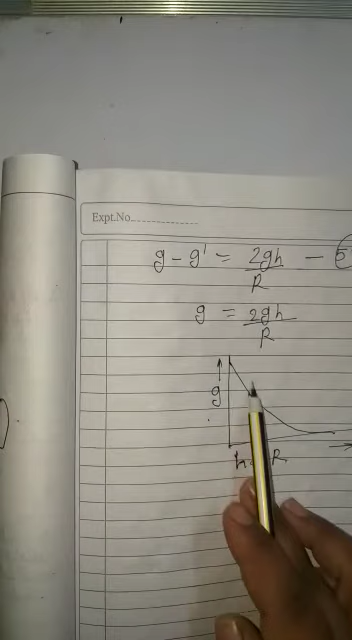 Expt.No.
g - g' = 2gh/R - 5
g = 2gh/R
g
h R